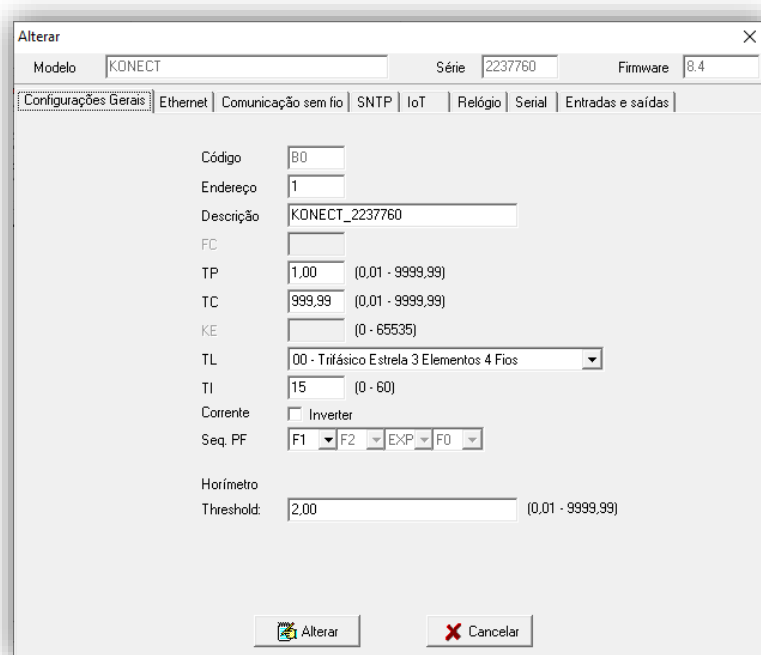 Alterar
Modelo KONECT Série 2237760 Firmware 8.4
Configurações Gerais Ethernet Comunicação sem fio SNTP IoT Relógio Serial Entradas e saídas
Código B0
Endereço 1
Descrição KONECT_2237760
FC
TP 1,00 (0,01 - 9999,99)
TC 999,99 (0,01 - 9999,99)
KE (0 - 65535)
TL 00 - Trifásico Estrela 3 Elementos 4 Fios
TI 15 (0 - 60)
Corrente Inverter
Seq. PF F1 F2 EXP F0
Horímetro
Threshold: 2,00 (0,01 - 9999,99)
Alterar Cancelar